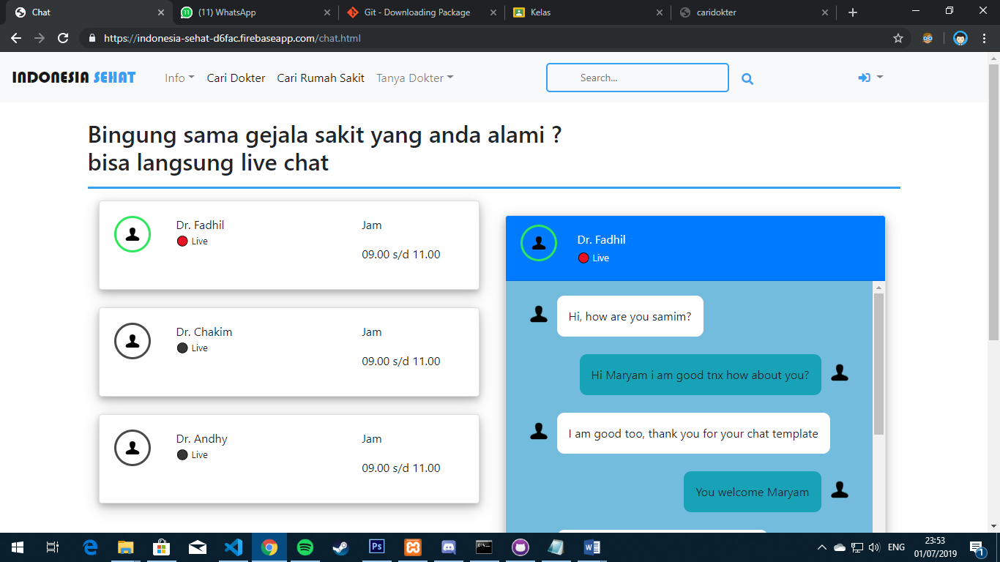 Chat
(11) WhatsApp
Git - Downloading Package
Kelas
caridokter
https://indonesia-sehat-d6fac.firebaseapp.com/chat.html
INDONESIA SEHAT
Info
Cari Dokter
Cari Rumah Sakit
Tanya Dokter
Search...
Bingung sama gejala sakit yang anda alami ?
bisa langsung live chat
Dr. Fadhil
Live
Jam
09.00 s/d 11.00
Dr. Chakim
Live
Jam
09.00 s/d 11.00
Dr. Andhy
Live
Jam
09.00 s/d 11.00
Dr. Fadhil
Live
Hi, how are you samim?
Hi Maryam i am good tnx how about you?
I am good too, thank you for your chat template
You welcome Maryam
ENG
23:53
01/07/2019
1